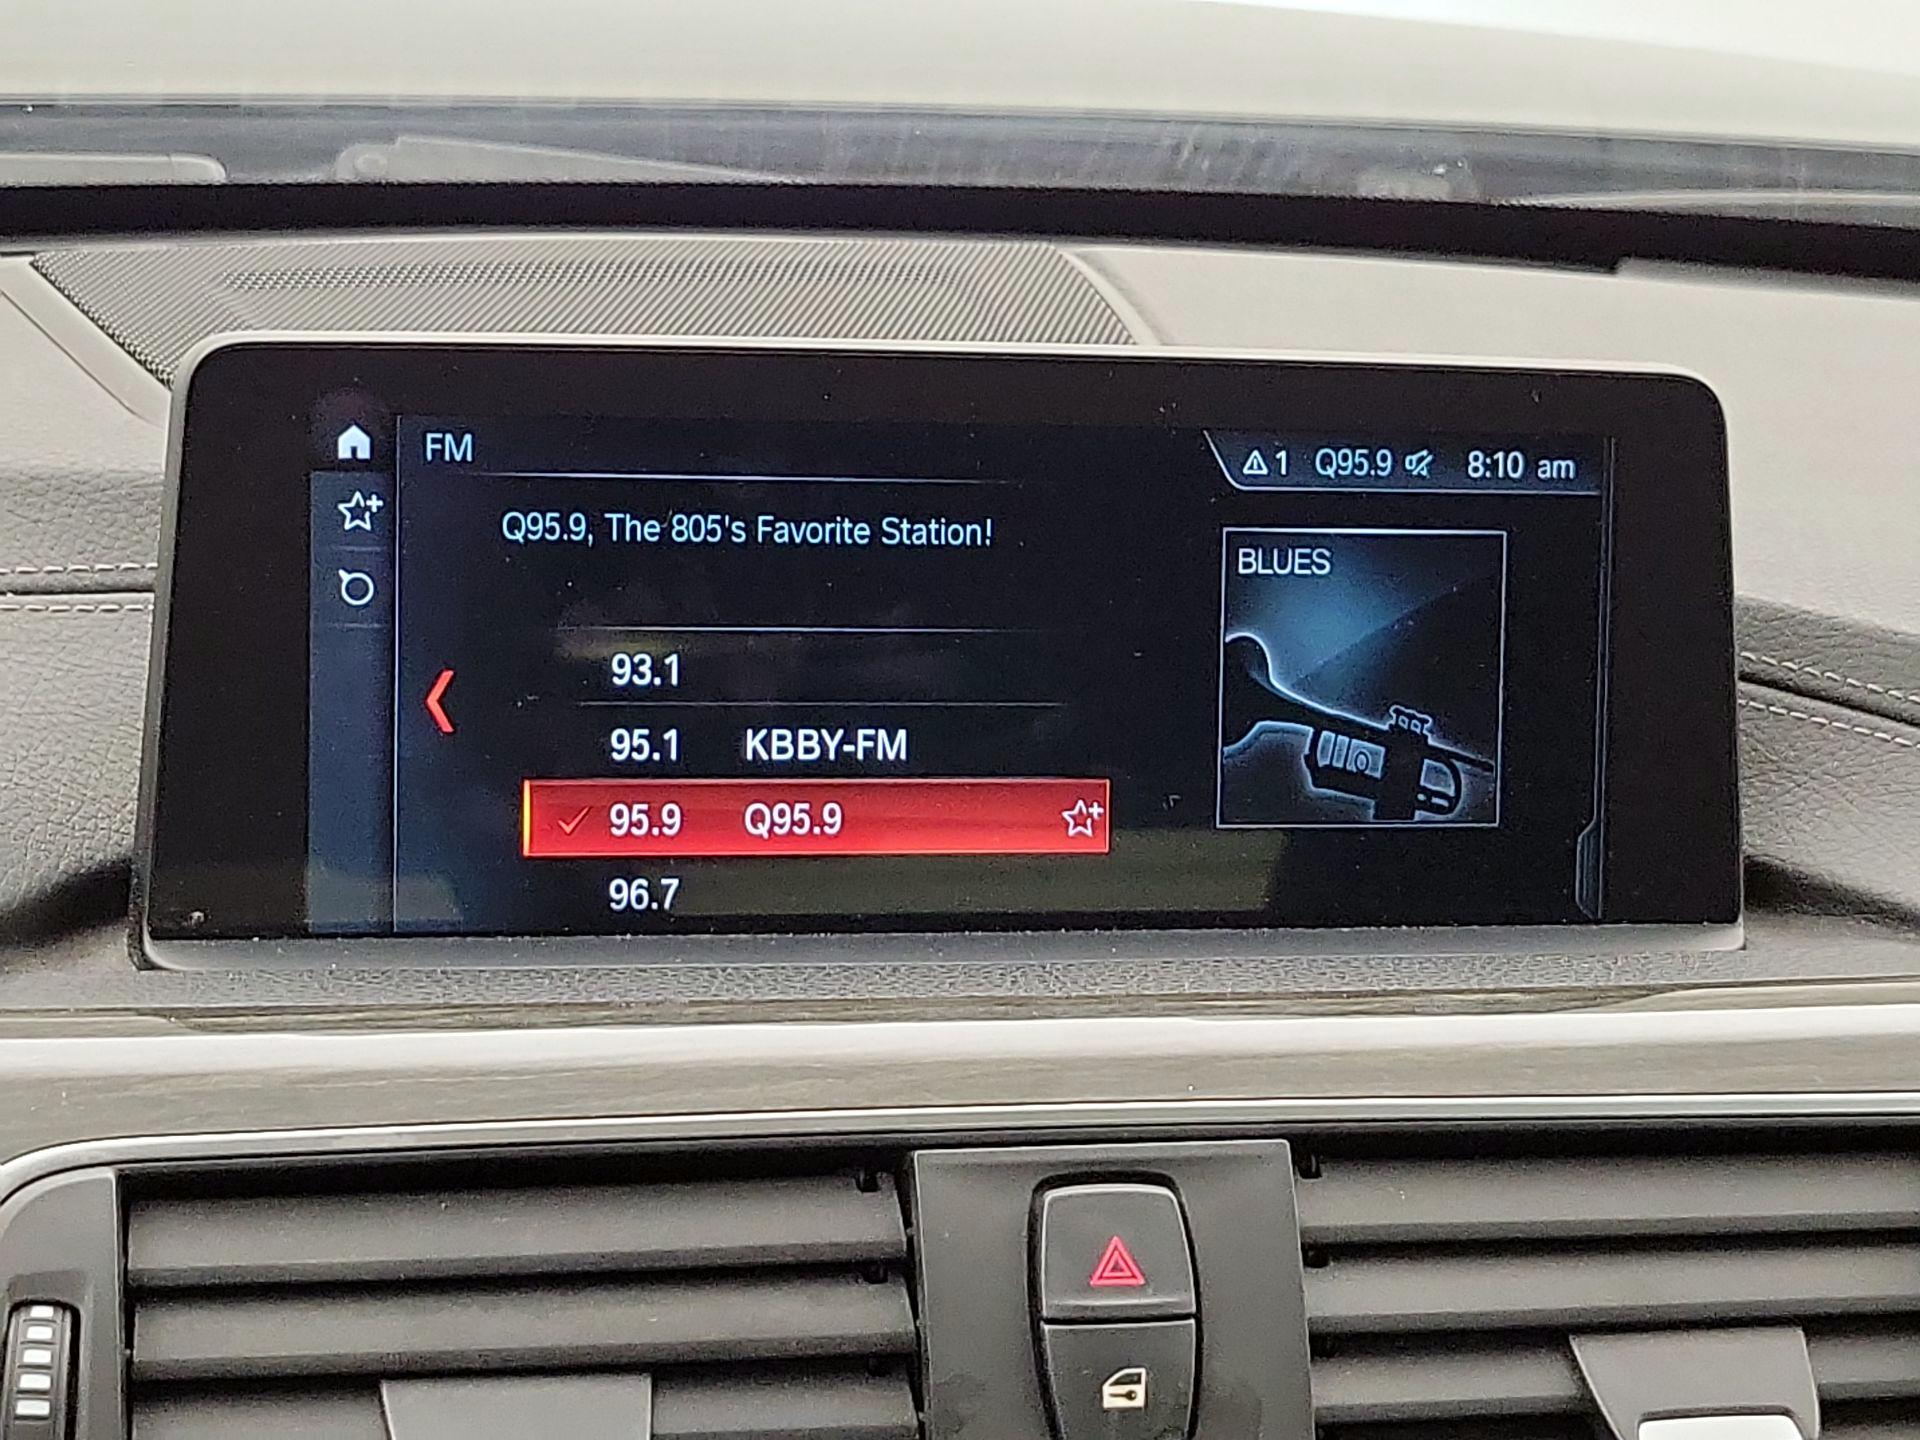 FM
1 Q95.9 8:10 am
Q95.9, The 805's Favorite Station!
BLUES
93.1
95.1 KBBY-FM
95.9 Q95.9
96.7